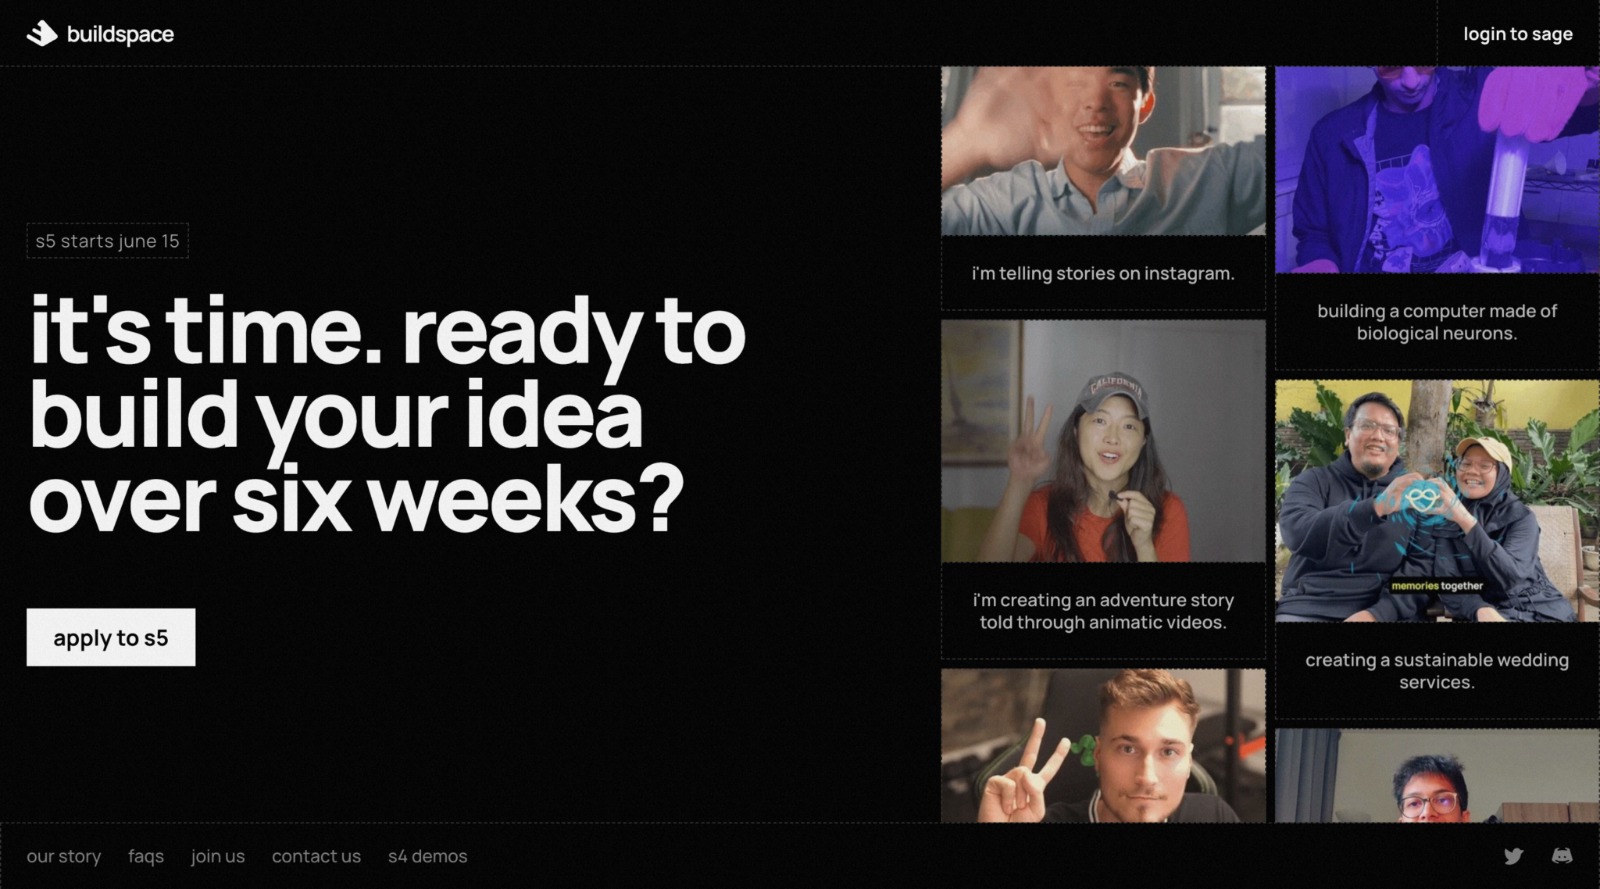 buildspace
login to sage
s5 starts june 15
it's time. ready to
build your idea
over six weeks?
apply to s5
i'm telling stories on instagram.
CALIFORNIA
i'm creating an adventure story
told through animatic videos.
building a computer made of
biological neurons.
memories together
creating a sustainable wedding
services.
our story
faqs
join us
contact us
s4 demos